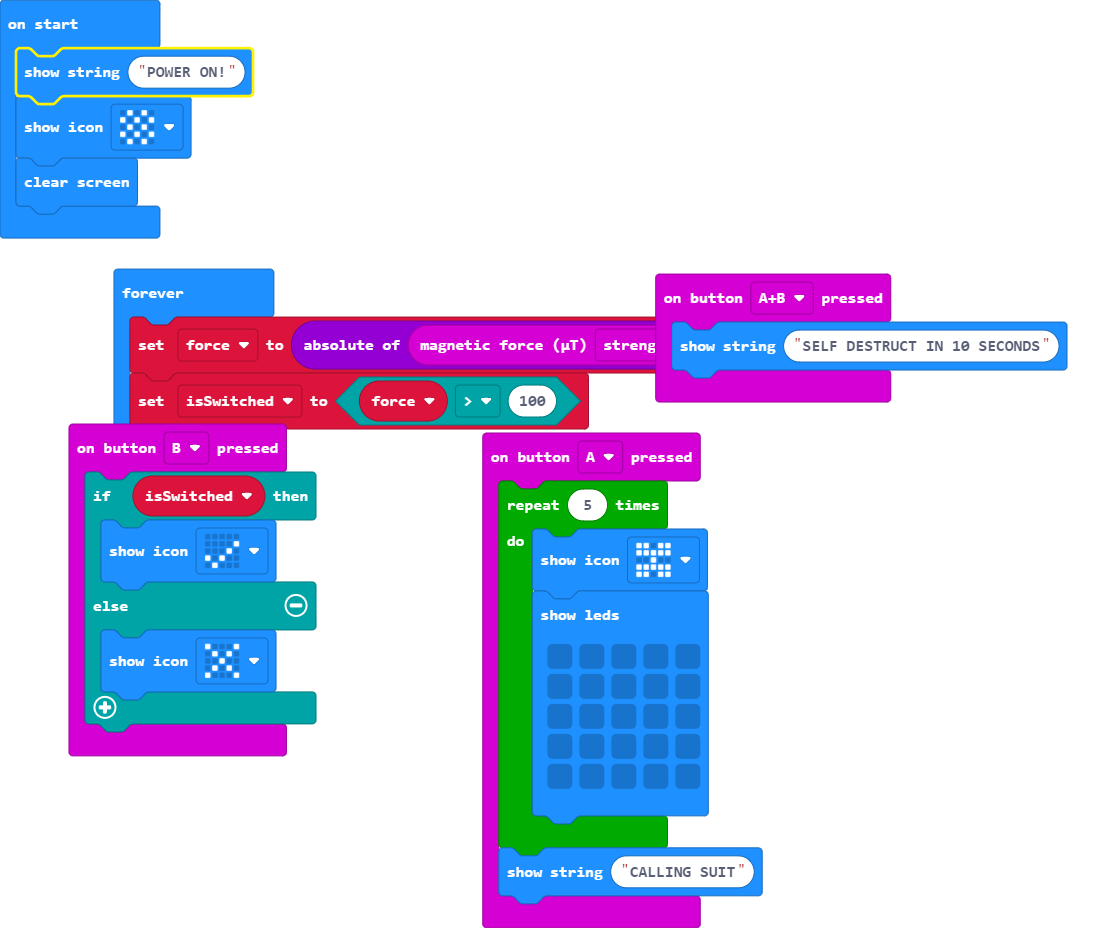 on start
show string "POWER ON!"
show icon
clear screen
forever
set force to absolute of magnetic force (μT)
set isSwitched to force > 100
on button A+B pressed
show string "SELF DESTRUCT IN 10 SECONDS"
on button B pressed
if isSwitched then
show icon
else
show icon
on button A pressed
repeat 5 times
do
show icon
show leds
show string "CALLING SUIT"